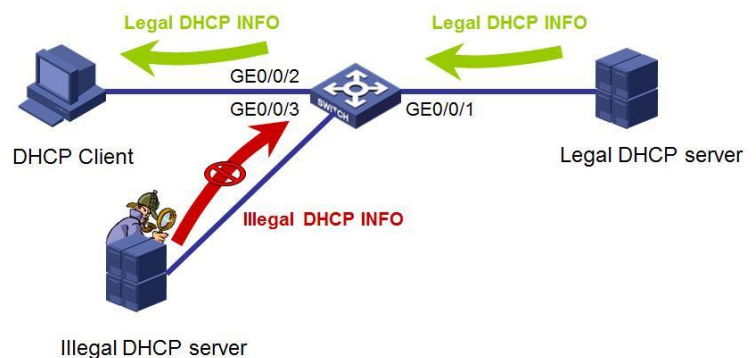 Legal DHCP INFO
Legal DHCP INFO
GE0/0/2
GE0/0/3
SWITCH
GE0/0/1
DHCP Client
Legal DHCP server
Illegal DHCP INFO
Illegal DHCP server